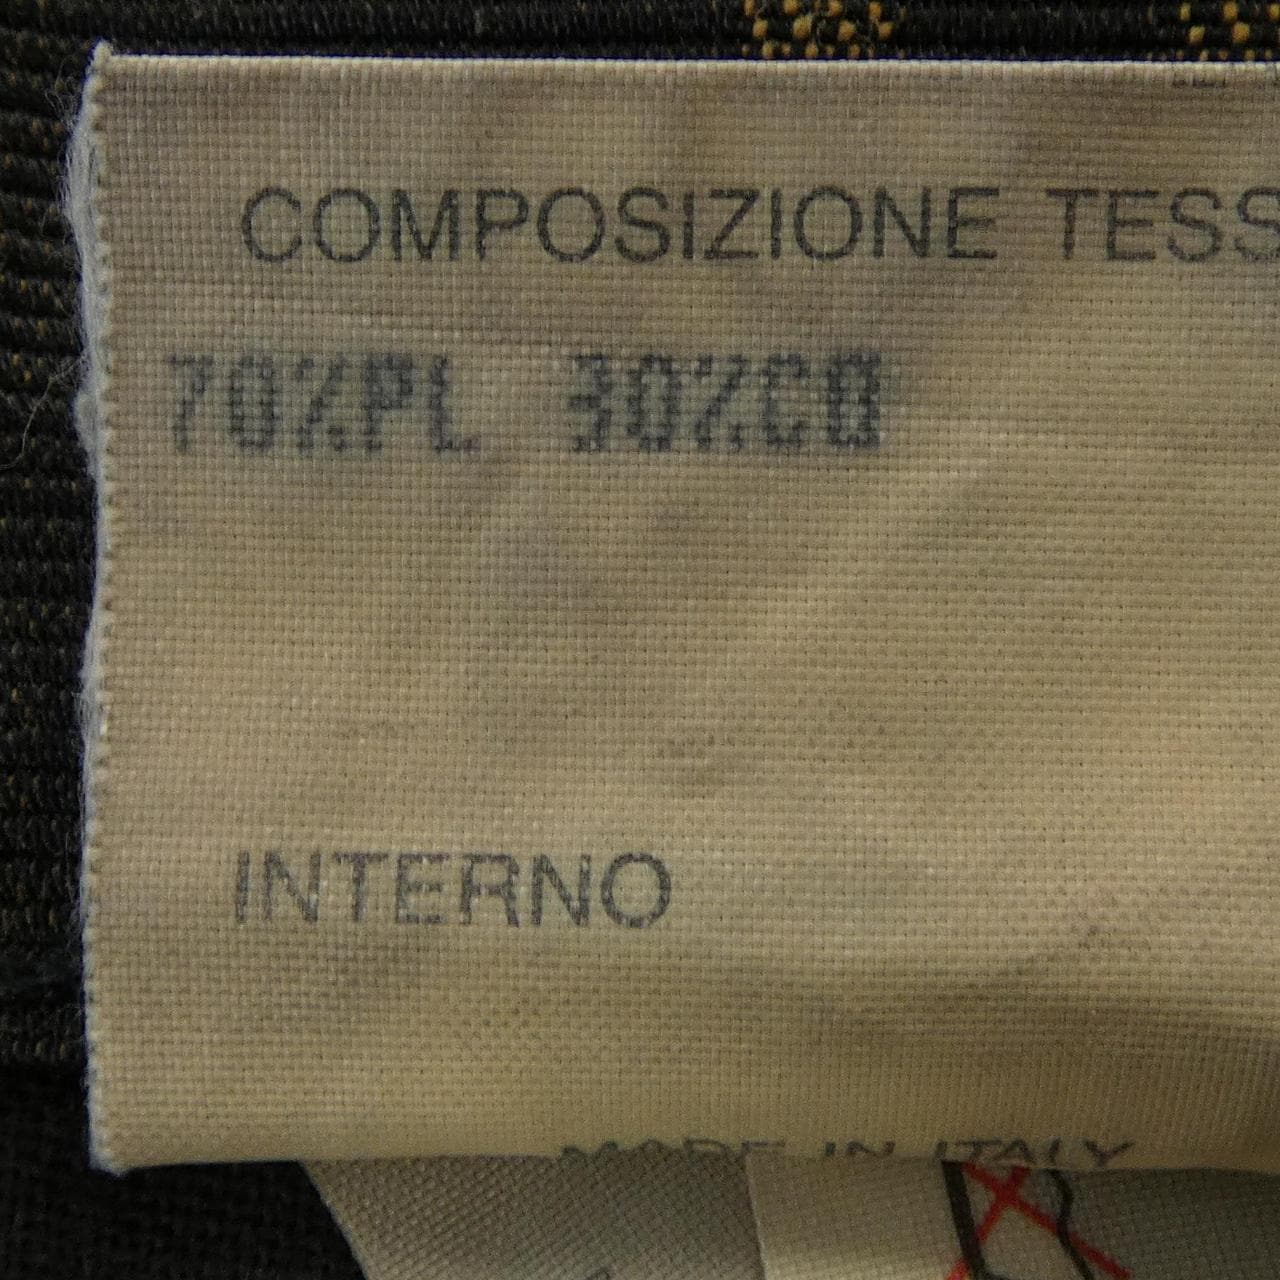 COMPOSIZIONE TESS
70%PL 30%CO
INTERNO
MADE IN ITALY